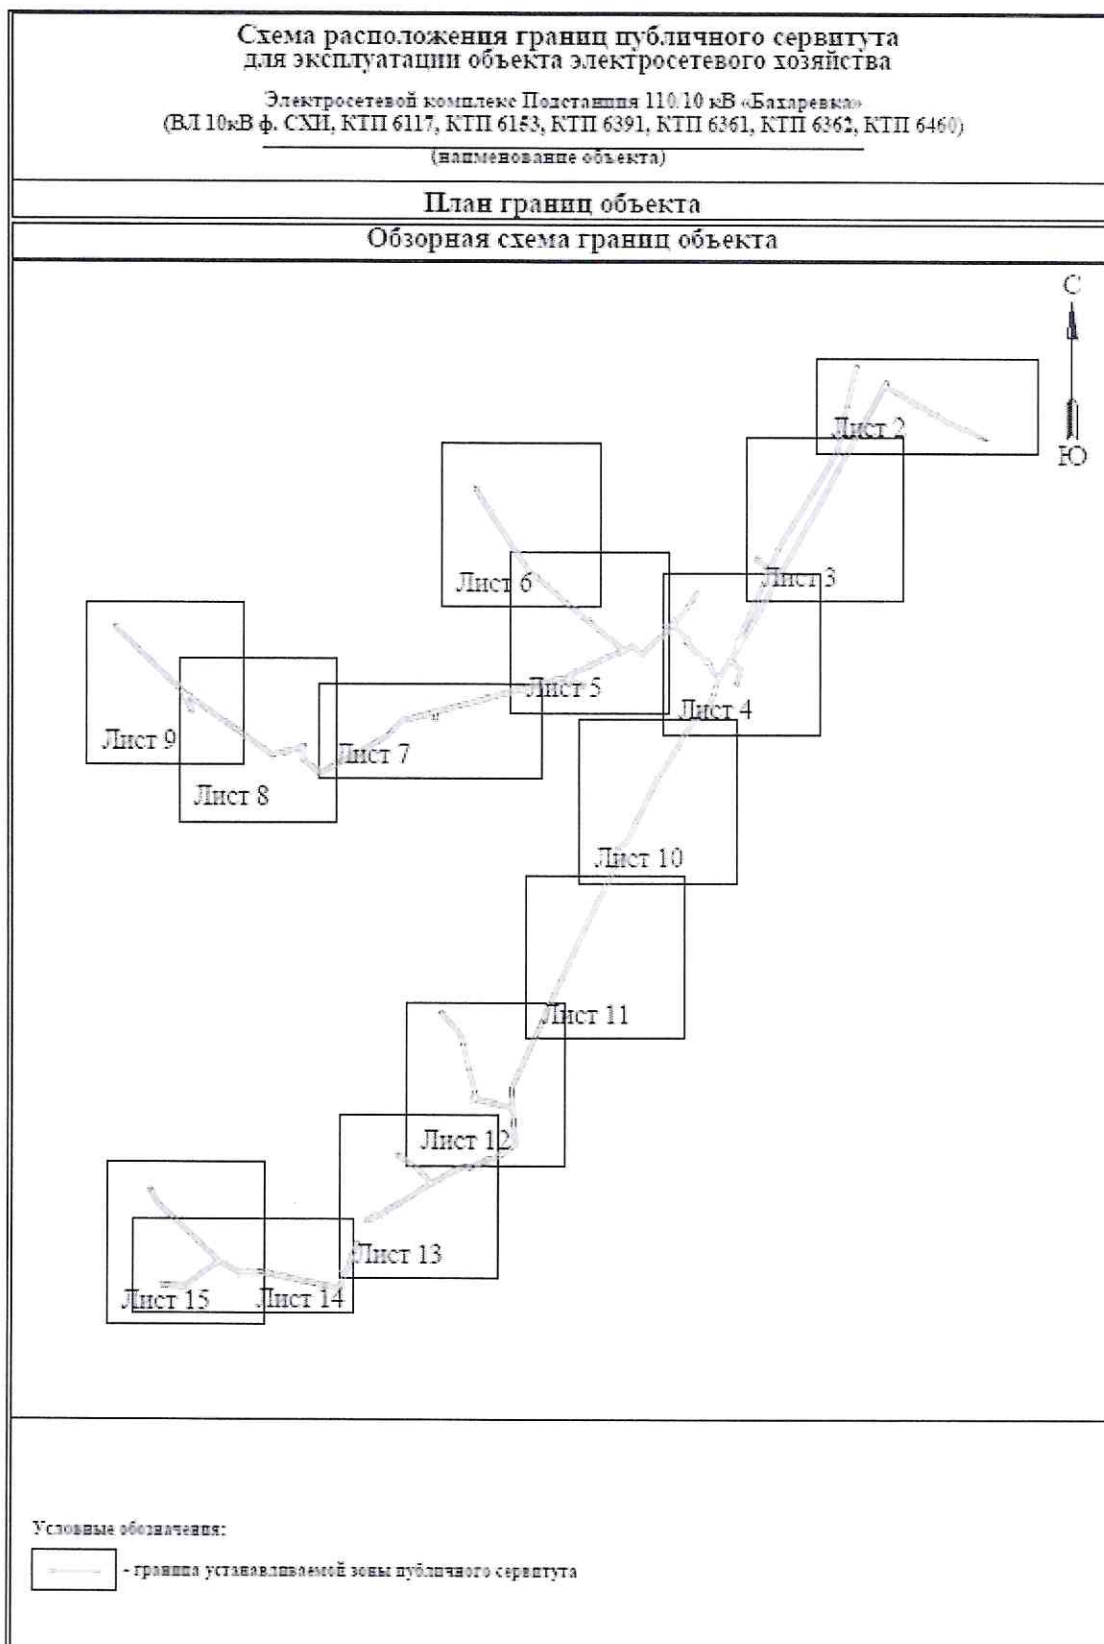 Схема расположения границ публичного сервитута
для эксплуатации объекта электросетевого хозяйства
Электросетевой комплекс Подстанция 110/10 кВ «Бахаревка»
(ВЛ 10кВ ф. СХИ, КТП 6117, КТП 6153, КТП 6391, КТП 6361, КТП 6362, КТП 6460)
(наименование объекта)
План границ объекта
Обзорная схема границ объекта
С
Ю
Лист 2
Лист 3
Лист 6
Лист 5
Лист 4
Лист 9
Лист 7
Лист 8
Лист 10
Лист 11
Лист 12
Лист 13
Лист 15
Лист 14
Условные обозначения:
- граница устанавливаемой зоны публичного сервитута